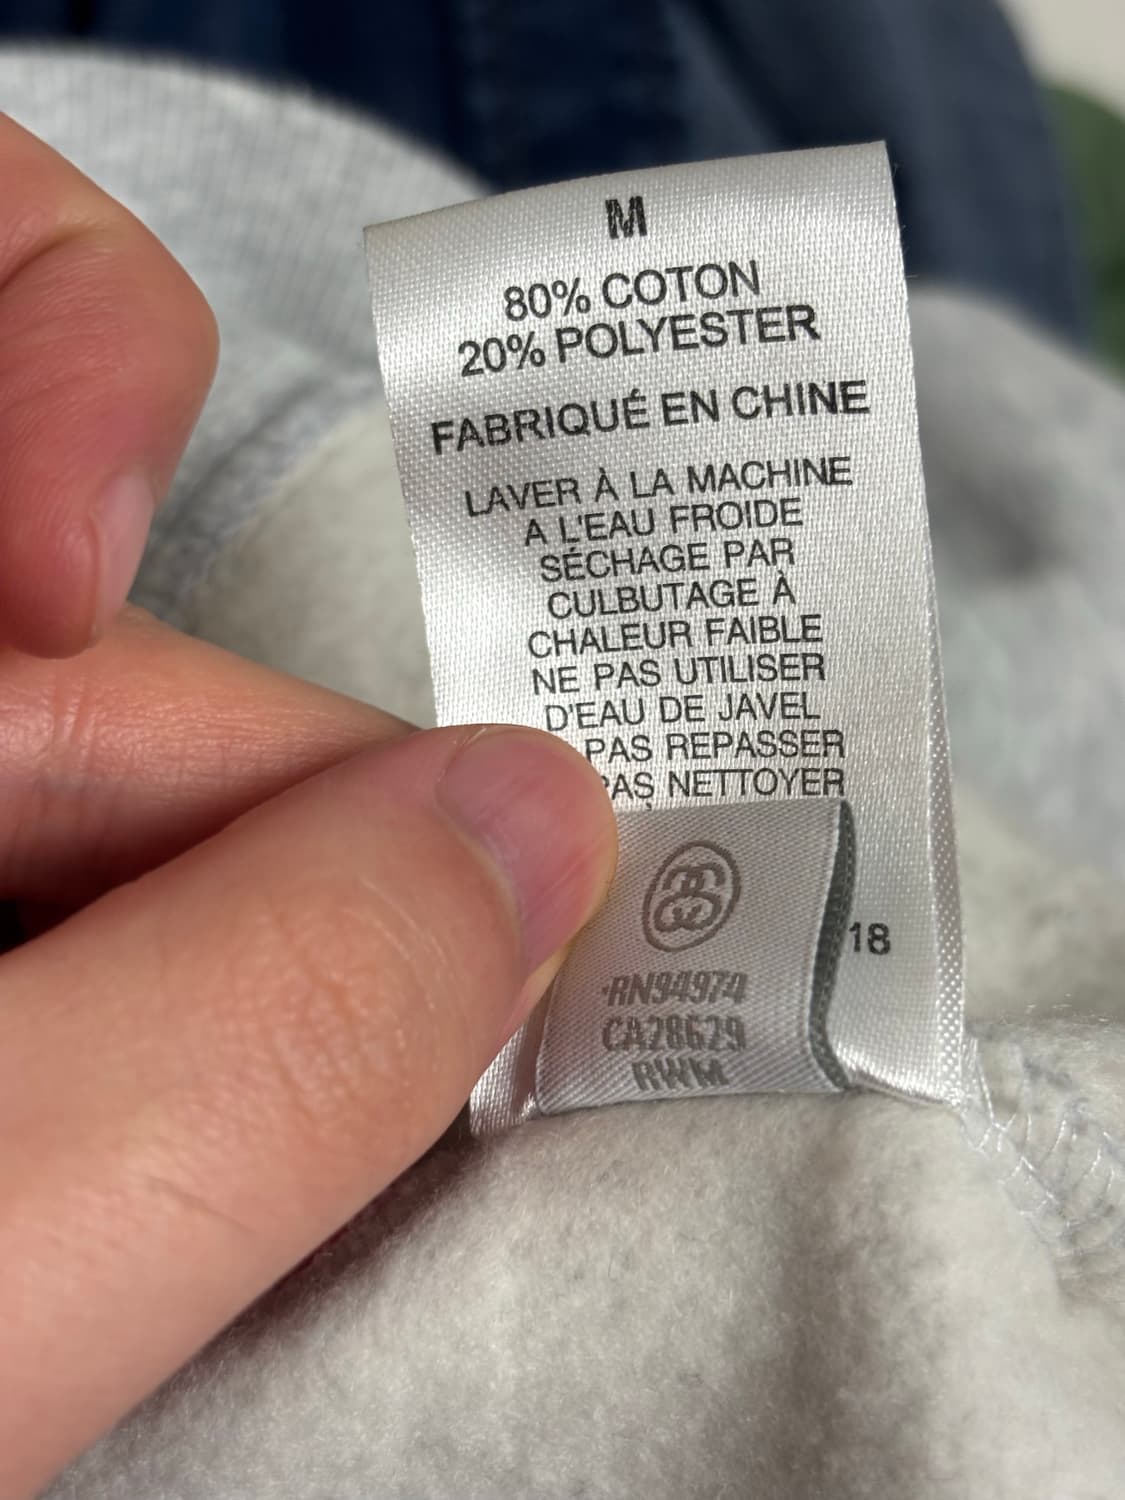 M
80% COTON
20% POLYESTER
FABRIQUÉ EN CHINE
LAVER À LA MACHINE
A L'EAU FROIDE
SÉCHAGE PAR
CULBUTAGE À
CHALEUR FAIBLE
NE PAS UTILISER
D'EAU DE JAVEL
PAS REPASSER
PAS NETTOYER
18
RN94974
CA28629
RWM